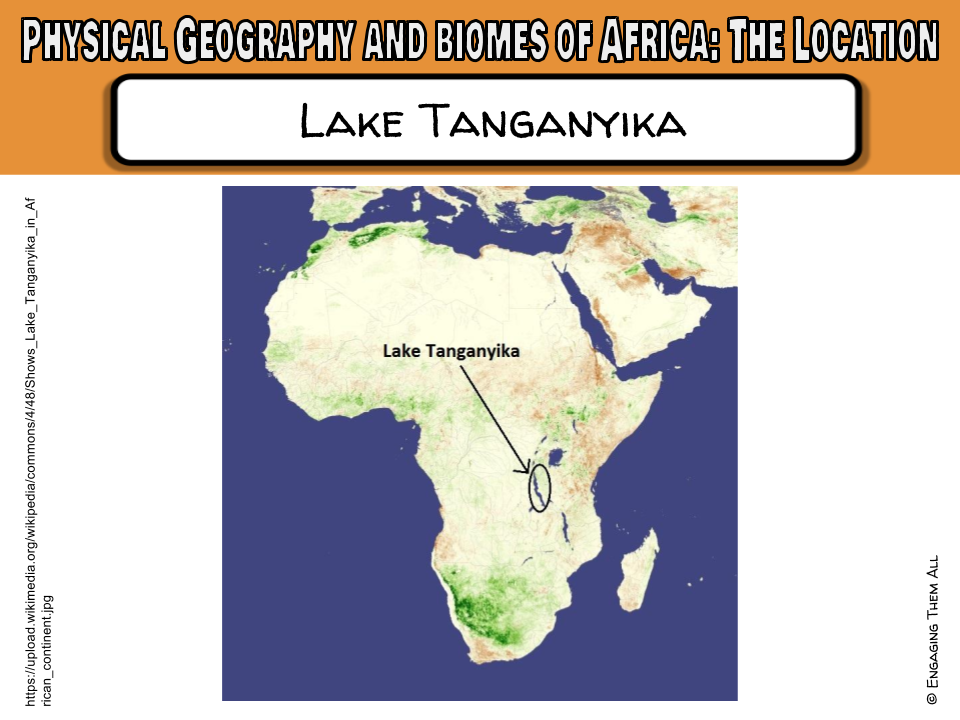 Physical Geography and biomes of Africa: The Location
Lake Tanganyika
Lake Tanganyika
https://upload.wikimedia.org/wikipedia/commons/4/48/Shows_Lake_Tanganyika_in_Af
rican_continent.jpg
© Engaging Them All